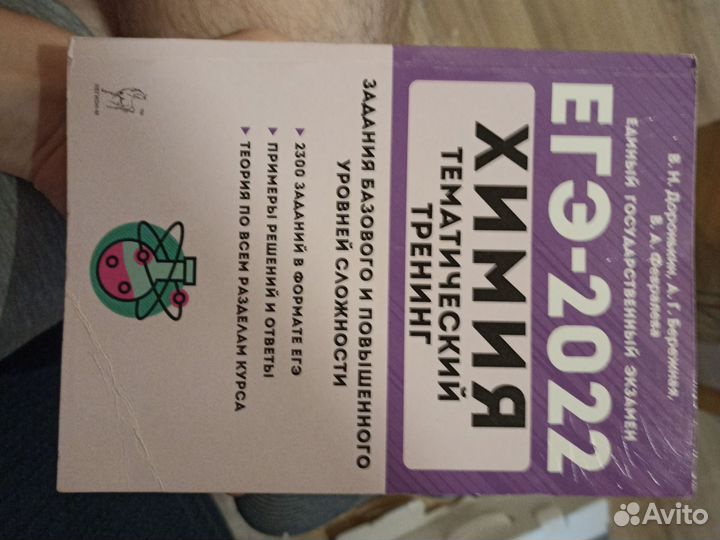 В. Н. Доронькин, А. Г. Бережная,
В. А. Февралева
ЕДИНЫЙ ГОСУДАРСТВЕННЫЙ ЭКЗАМЕН
ЕГЭ-2022
ХИМИЯ
ТЕМАТИЧЕСКИЙ
ТРЕНИНГ
ЗАДАНИЯ БАЗОВОГО И ПОВЫШЕННОГО
УРОВНЕЙ СЛОЖНОСТИ
2300 ЗАДАНИЙ В ФОРМАТЕ ЕГЭ
ПРИМЕРЫ РЕШЕНИЙ И ОТВЕТЫ
ТЕОРИЯ ПО ВСЕМ РАЗДЕЛАМ КУРСА
ЛЕГИОН-М
Avito